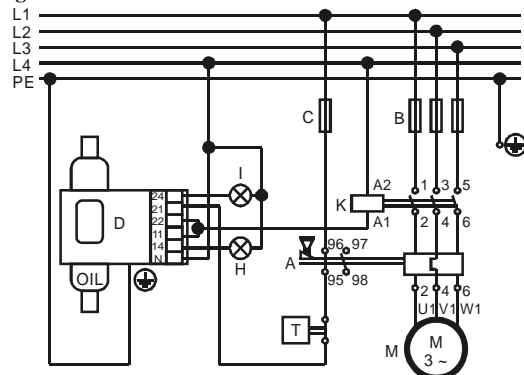 L1
L2
L3
L4
PE
C
B
I
24
21
22
11
14
N
D
OIL
H
K
A2
A1
1 3 5
2 4 6
A
96 97
95 98
T
2 4 6
U1 V1 W1
M
M
3 ~